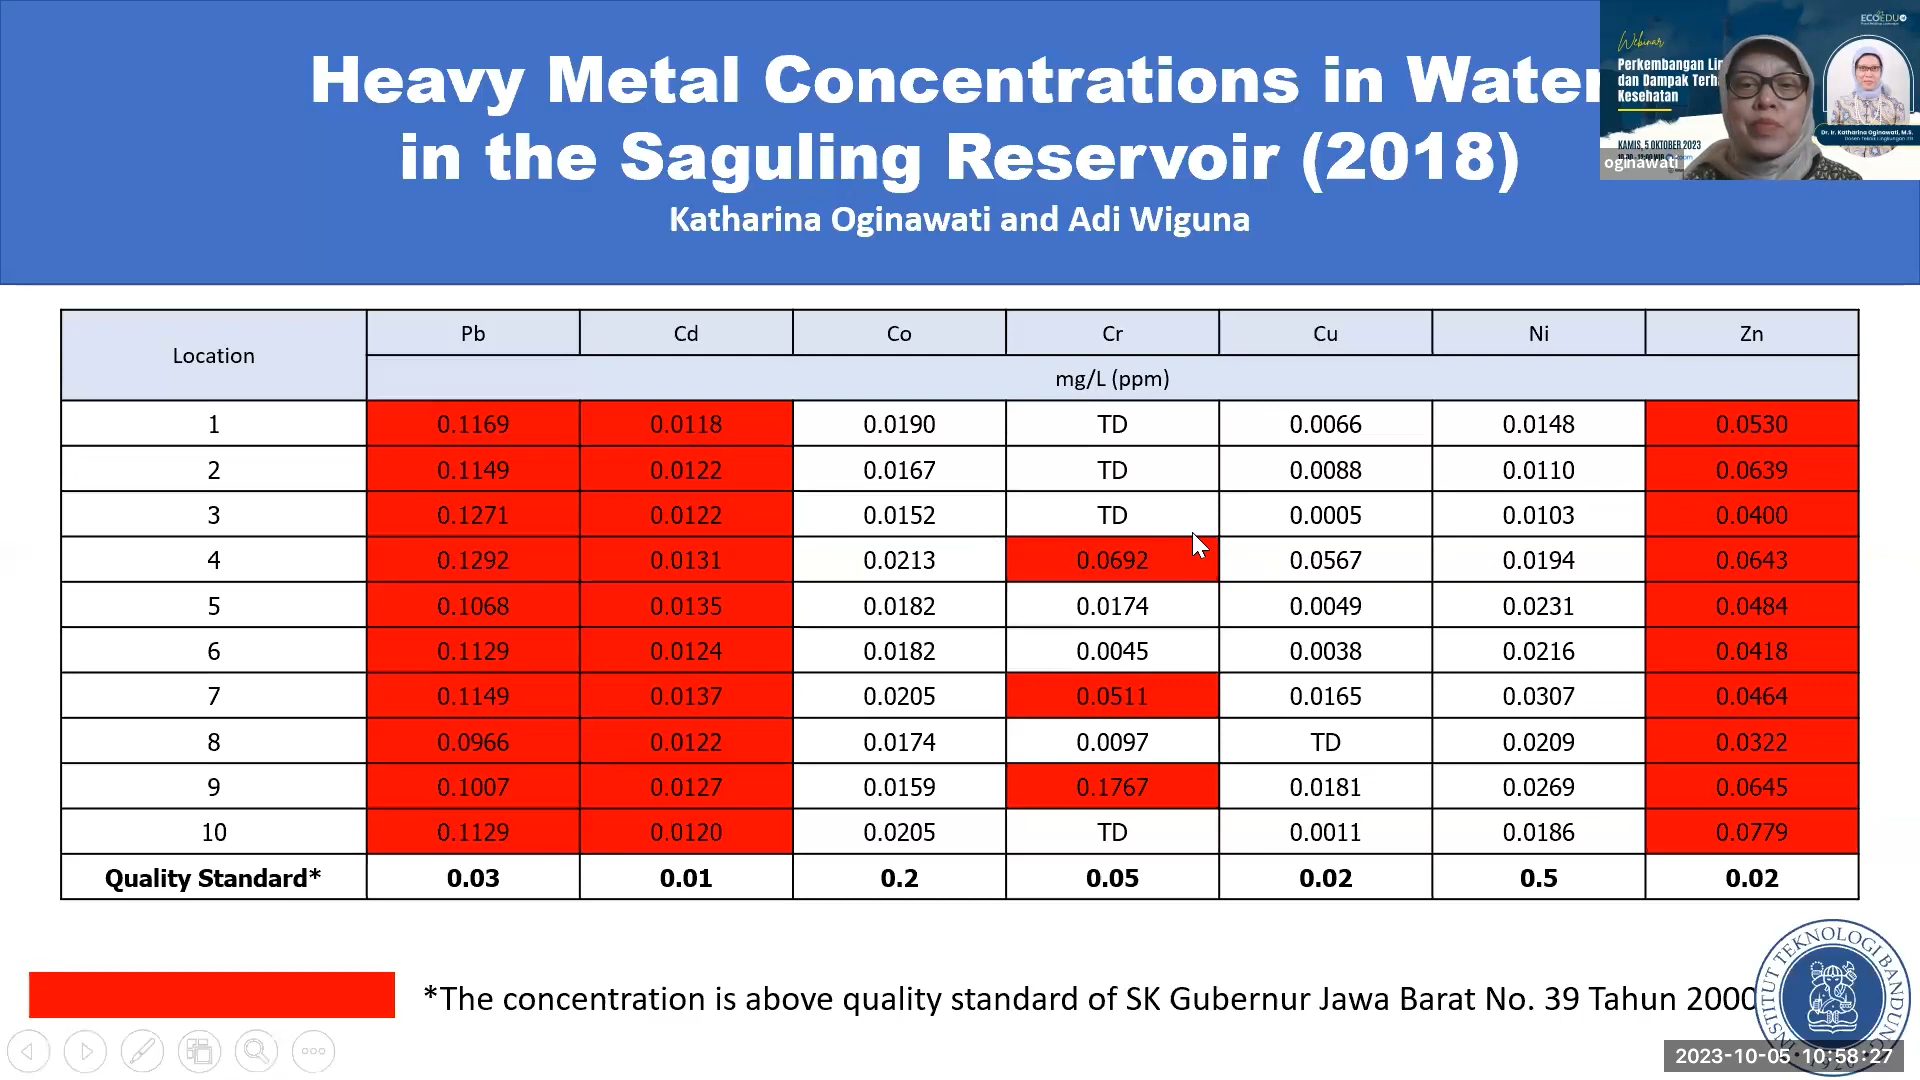 Heavy Metal Concentrations in Water
in the Saguling Reservoir (2018)
Katharina Oginawati and Adi Wiguna
ECOEDU
Webinar
Perkembangan Lin
dan Dampak Terha
Kesehatan
KAMIS, 5 OKTOBER 2023
oginawati
Dr. Ir. Katharina Oginawati, M.S.
Location Pb Cd Co Cr Cu Ni Zn
mg/L (ppm)
1 0.1169 0.0118 0.0190 TD 0.0066 0.0148 0.0530
2 0.1149 0.0122 0.0167 TD 0.0088 0.0110 0.0639
3 0.1271 0.0122 0.0152 TD 0.0005 0.0103 0.0400
4 0.1292 0.0131 0.0213 0.0692 0.0567 0.0194 0.0643
5 0.1068 0.0135 0.0182 0.0174 0.0049 0.0231 0.0484
6 0.1129 0.0124 0.0182 0.0045 0.0038 0.0216 0.0418
7 0.1149 0.0137 0.0205 0.0511 0.0165 0.0307 0.0464
8 0.0966 0.0122 0.0174 0.0097 TD 0.0209 0.0322
9 0.1007 0.0127 0.0159 0.1767 0.0181 0.0269 0.0645
10 0.1129 0.0120 0.0205 TD 0.0011 0.0186 0.0779
Quality Standard* 0.03 0.01 0.2 0.05 0.02 0.5 0.02
*The concentration is above quality standard of SK Gubernur Jawa Barat No. 39 Tahun 2000
INSTITUT TEKNOLOGI BANDUNG
2023-10-05 10:58:27